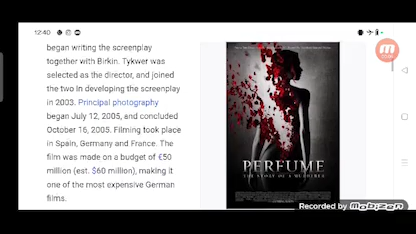 12:40
began writing the screenplay
together with Birkin. Tykwer was
selected as the director, and joined
the two in developing the screenplay
in 2003. Principal photography
began July 12, 2005, and concluded
October 16, 2005. Filming took place
in Spain, Germany and France. The
film was made on a budget of €50
million (est. $60 million), making it
one of the most expensive German
films.
PERFUME
THE STORY OF A MURDERER
Recorded by Mobizen